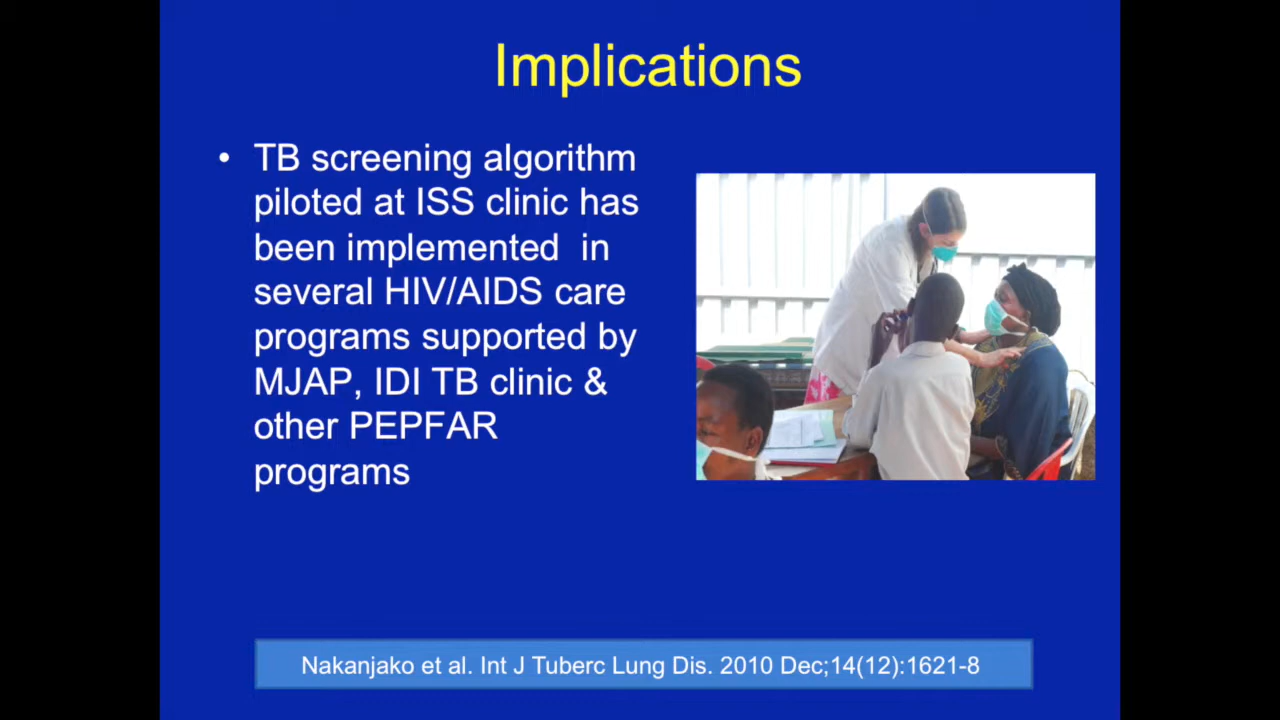 Implications
• TB screening algorithm
piloted at ISS clinic has
been implemented  in
several HIV/AIDS care
programs supported by
MJAP, IDI TB clinic &
other PEPFAR
programs
Nakanjako et al. Int J Tuberc Lung Dis. 2010 Dec;14(12):1621-8